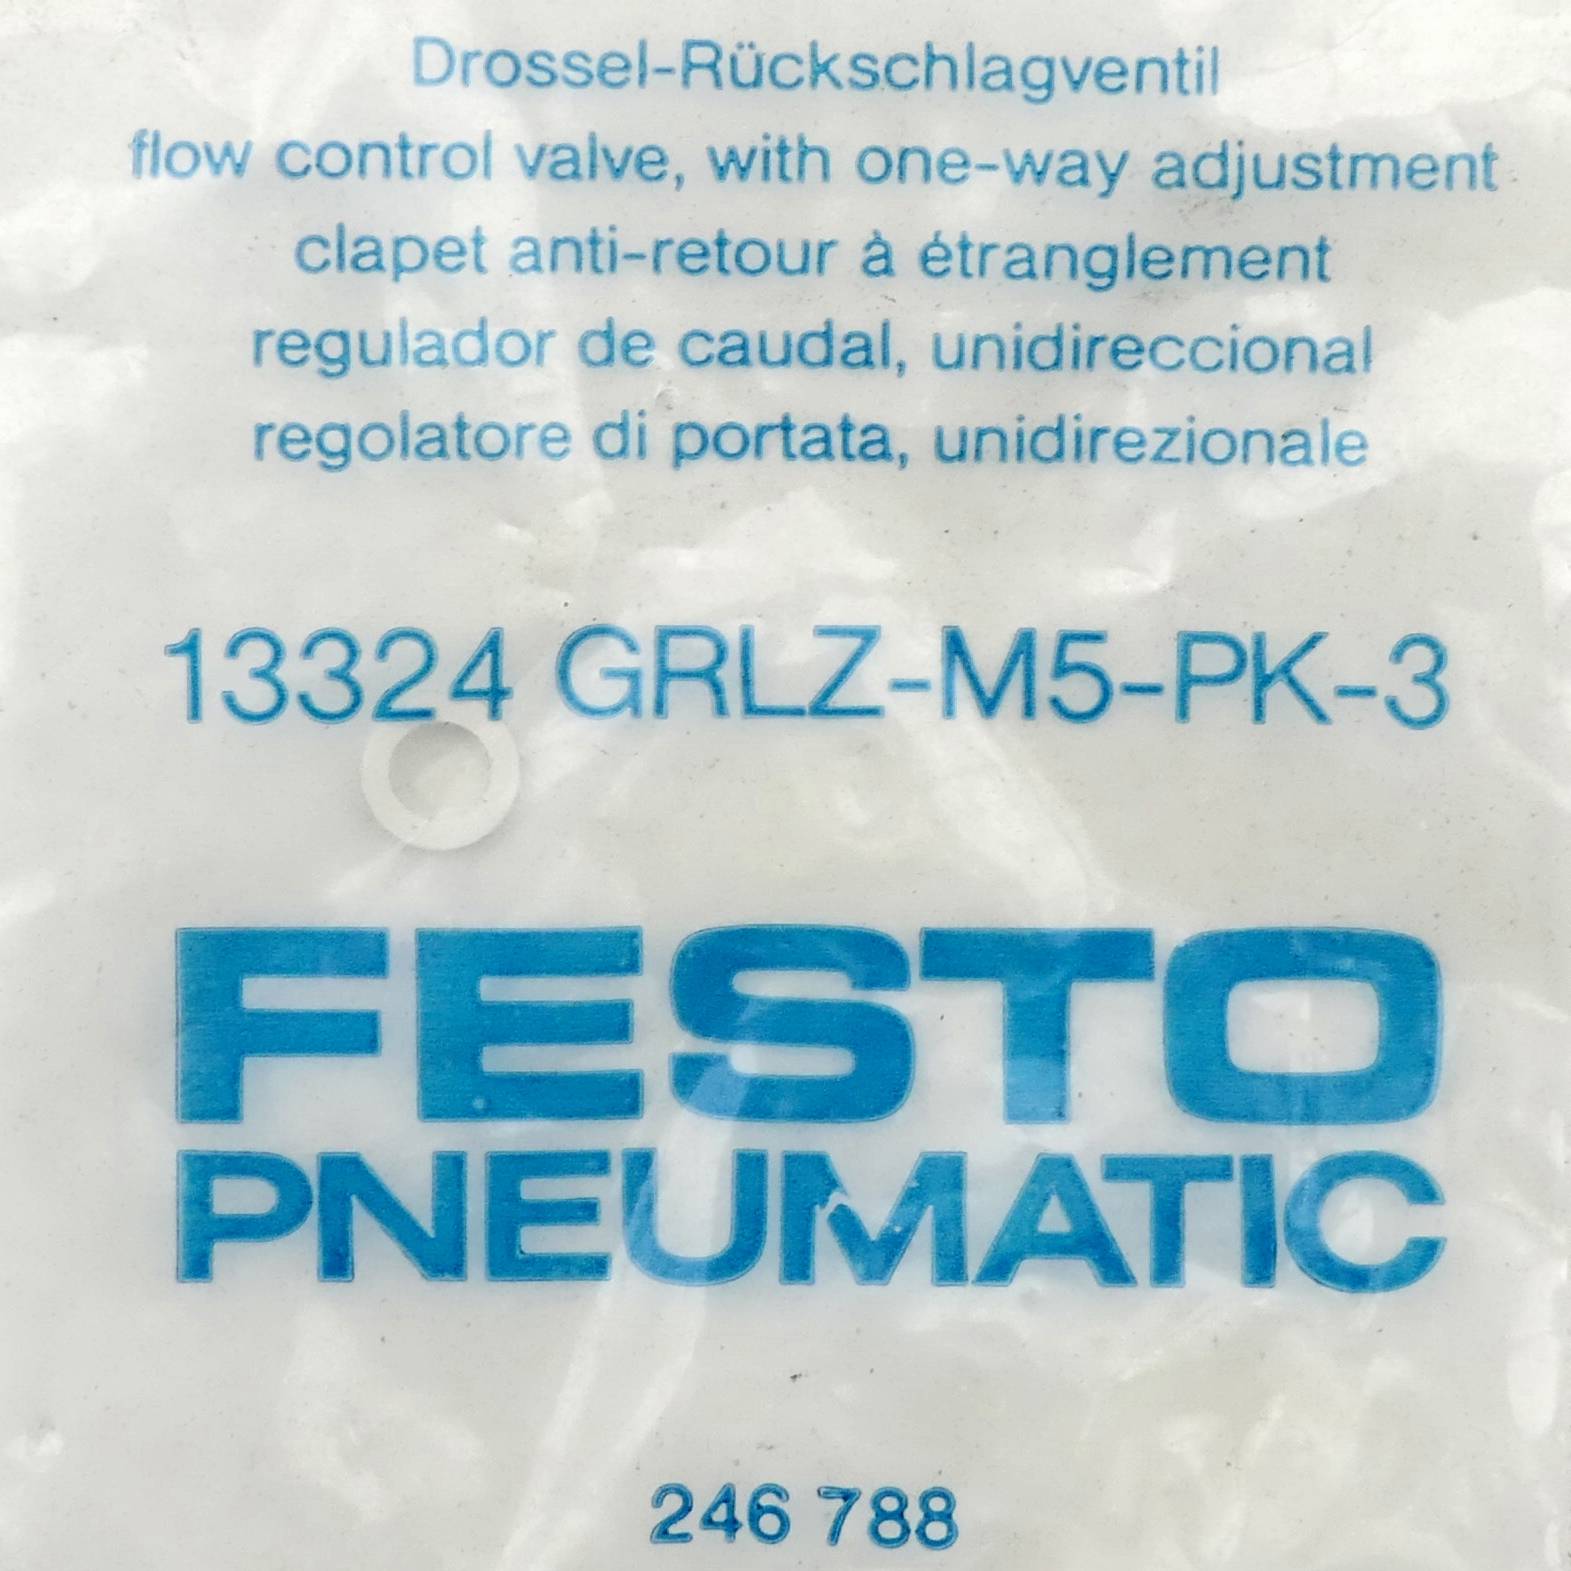 Drossel-Rückschlagventil
flow control valve, with one-way adjustment
clapet anti-retour à étranglement
regulador de caudal, unidireccional
regolatore di portata, unidirezionale
13324 GRLZ-M5-PK-3
FESTO
PNEUMATIC
246 788